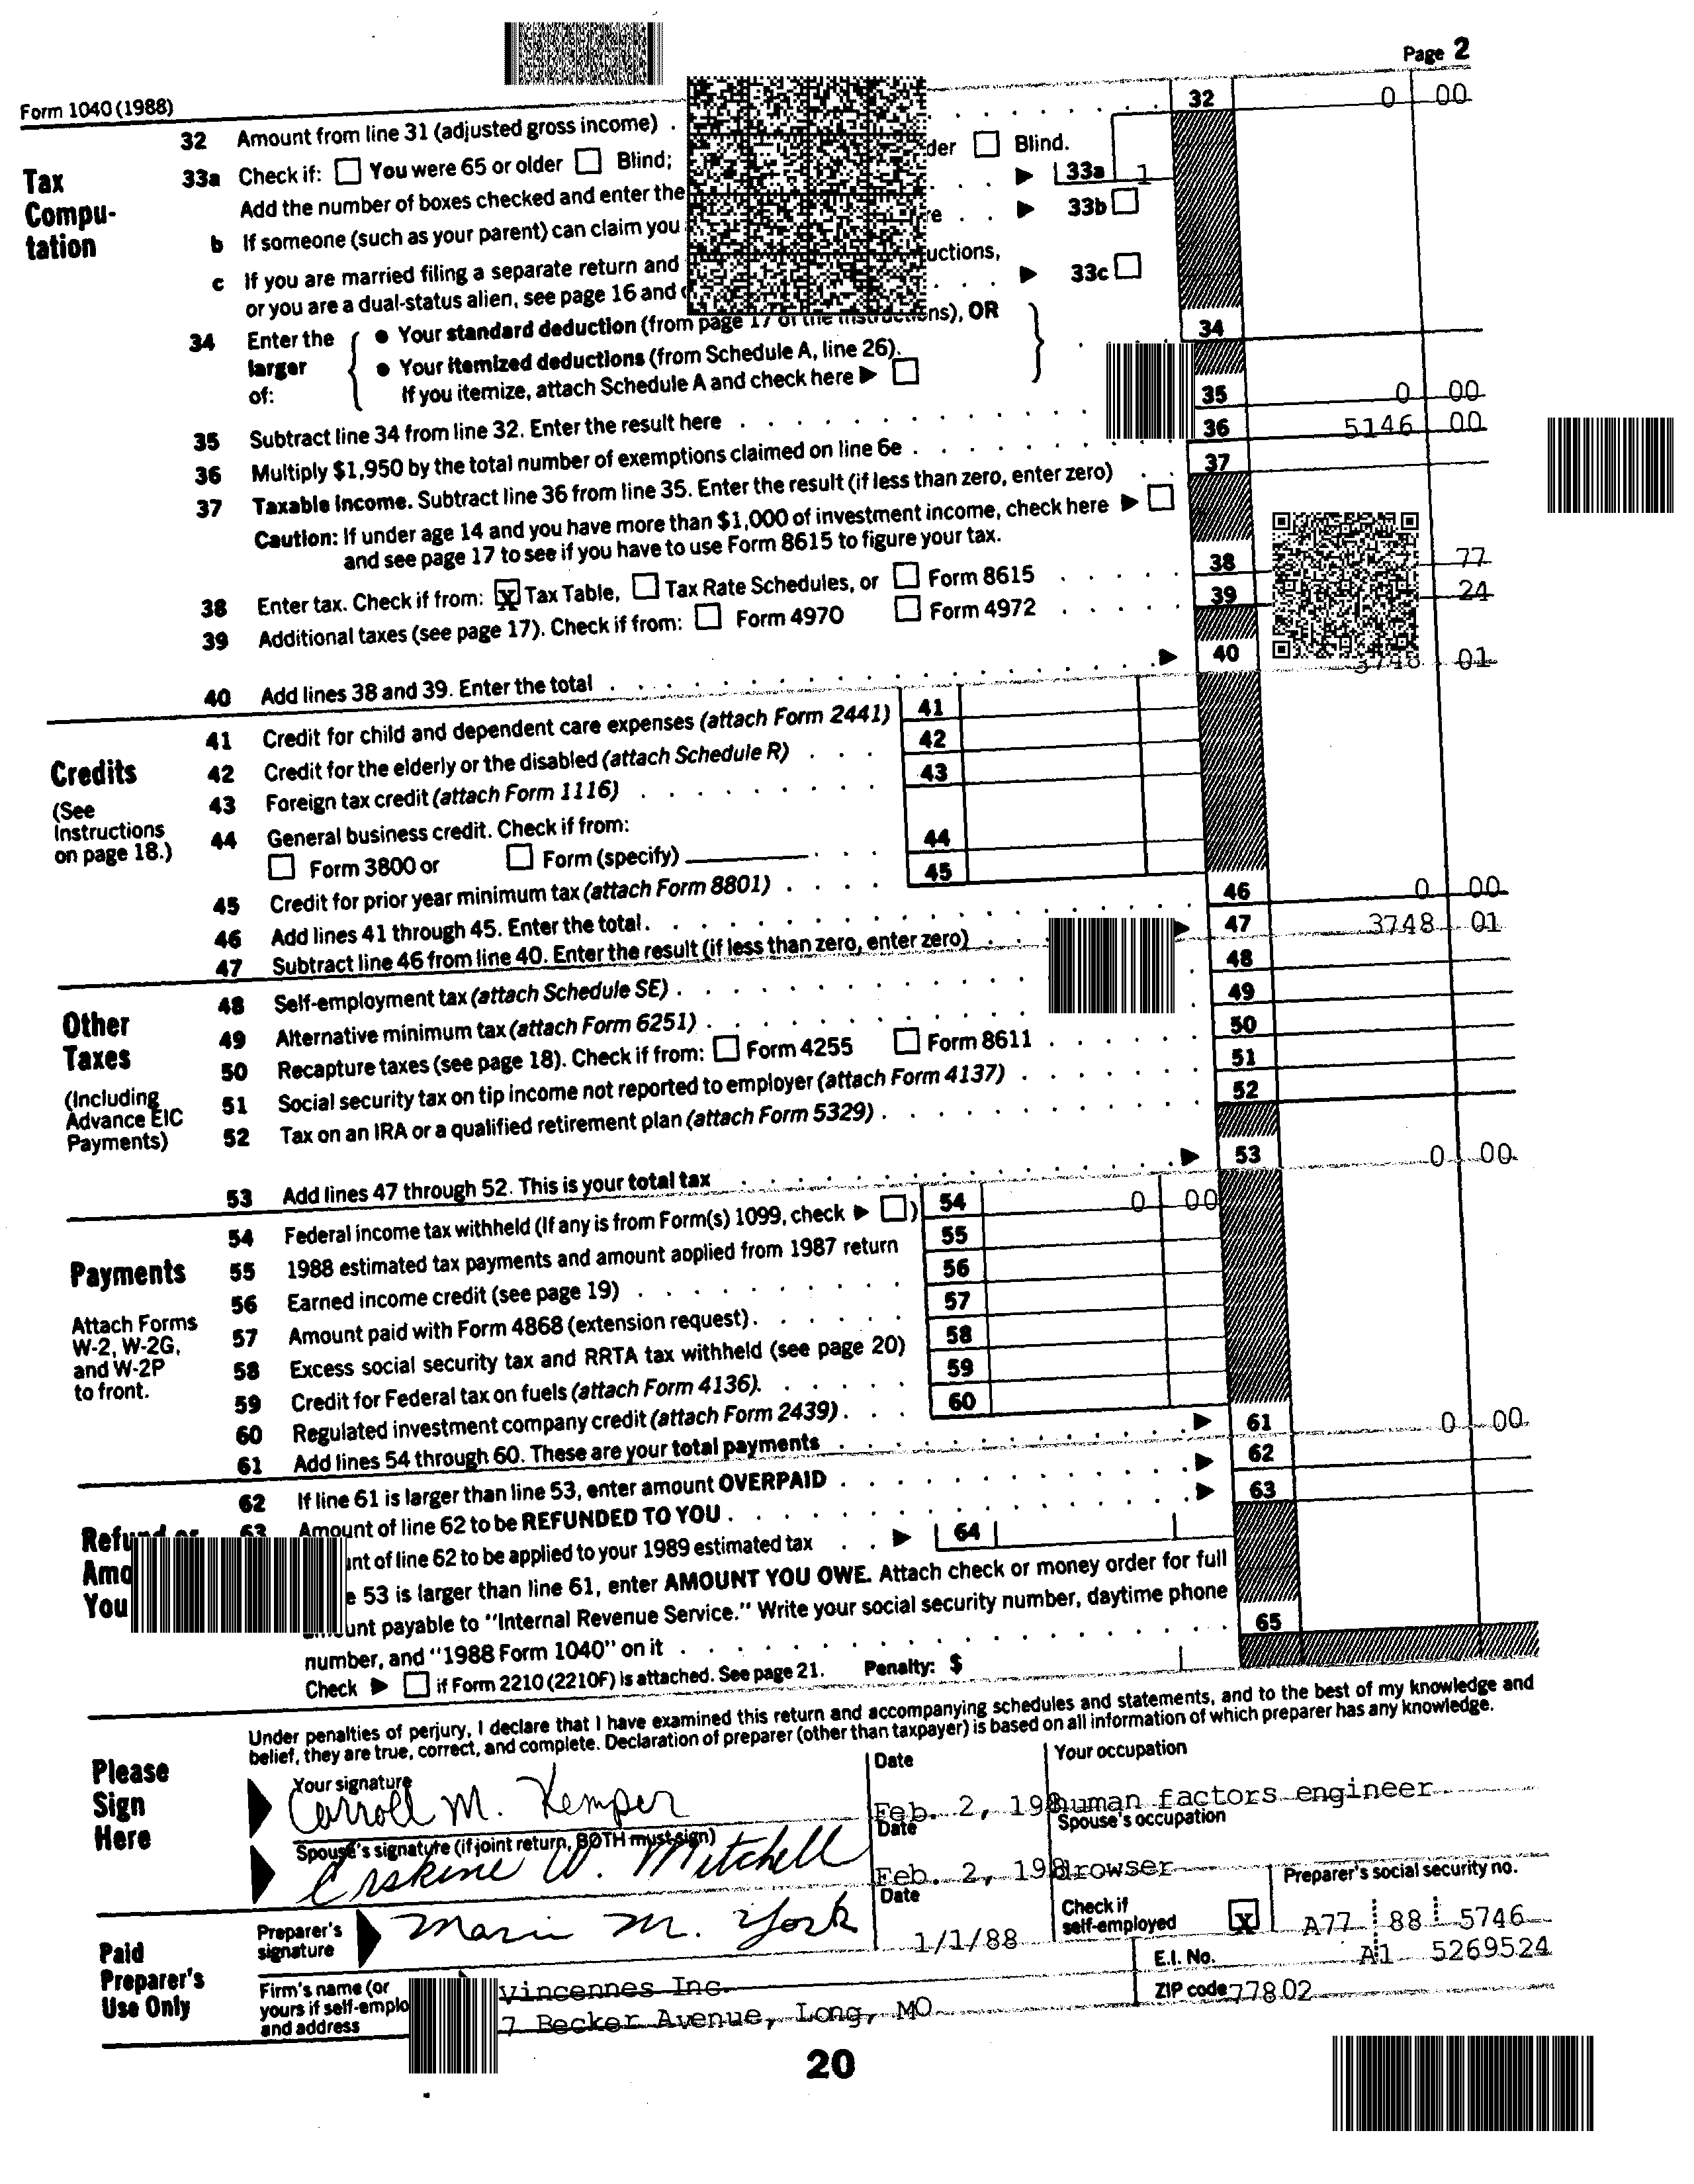 Page 2
Form 1040 (1988)
32 Amount from line 31 (adjusted gross income) . 32 0 00
Tax Compu- tation
33a Check if: You were 65 or older Blind; der Blind.
Add the number of boxes checked and enter the 33a 1
b If someone (such as your parent) can claim you re 33b
c If you are married filing a separate return and uctions,
or you are a dual-status alien, see page 16 and 33c
34 Enter the larger of: • Your standard deduction (from page 17 of the instructions), OR 34
• Your itemized deductions (from Schedule A, line 26).
If you itemize, attach Schedule A and check here ▶
35 Subtract line 34 from line 32. Enter the result here 35 0 00
36 Multiply $1,950 by the total number of exemptions claimed on line 6e 36 5146 00
37 Taxable income. Subtract line 36 from line 35. Enter the result (if less than zero, enter zero) 37
Caution: If under age 14 and you have more than $1,000 of investment income, check here ▶
and see page 17 to see if you have to use Form 8615 to figure your tax.
38 Enter tax. Check if from: X Tax Table, Tax Rate Schedules, or Form 8615 38 77
39 Additional taxes (see page 17). Check if from: Form 4970 Form 4972 39 24
40 Add lines 38 and 39. Enter the total ▶ 40 3748 01
Credits
(See Instructions on page 18.)
41 Credit for child and dependent care expenses (attach Form 2441) 41
42 Credit for the elderly or the disabled (attach Schedule R) 42
43 Foreign tax credit (attach Form 1116) 43
44 General business credit. Check if from:
Form 3800 or Form (specify) 44
45 Credit for prior year minimum tax (attach Form 8801) 45
46 Add lines 41 through 45. Enter the total 46 0 00
47 Subtract line 46 from line 40. Enter the result (if less than zero, enter zero) ▶ 47 3748 01
Other Taxes
(Including Advance EIC Payments)
48 Self-employment tax (attach Schedule SE) 48
49 Alternative minimum tax (attach Form 6251) 49
50 Recapture taxes (see page 18). Check if from: Form 4255 Form 8611 50
51 Social security tax on tip income not reported to employer (attach Form 4137) 51
52 Tax on an IRA or a qualified retirement plan (attach Form 5329) 52
53 Add lines 47 through 52. This is your total tax ▶ 53 0 00
Payments
Attach Forms W-2, W-2G, and W-2P to front.
54 Federal income tax withheld (If any is from Form(s) 1099, check ▶ ) 54 0 00
55 1988 estimated tax payments and amount applied from 1987 return 55
56 Earned income credit (see page 19) 56
57 Amount paid with Form 4868 (extension request) 57
58 Excess social security tax and RRTA tax withheld (see page 20) 58
59 Credit for Federal tax on fuels (attach Form 4136) 59
60 Regulated investment company credit (attach Form 2439) 60
61 Add lines 54 through 60. These are your total payments ▶ 61 0 00
62 If line 61 is larger than line 53, enter amount OVERPAID ▶ 62
63 Amount of line 62 to be REFUNDED TO YOU ▶ 63
unt of line 62 to be applied to your 1989 estimated tax ▶ 64
e 53 is larger than line 61, enter AMOUNT YOU OWE. Attach check or money order for full
unt payable to "Internal Revenue Service." Write your social security number, daytime phone
number, and "1988 Form 1040" on it 65
Check ▶ if Form 2210 (2210F) is attached. See page 21. Penalty: $
Please Sign Here
Under penalties of perjury, I declare that I have examined this return and accompanying schedules and statements, and to the best of my knowledge and
belief, they are true, correct, and complete. Declaration of preparer (other than taxpayer) is based on all information of which preparer has any knowledge.
Your signature Date Your occupation
Carroll M. Kemper Feb. 2, 198 human factors engineer
Spouse's signature (if joint return, BOTH must sign) Date Spouse's occupation
Erskine W. Mitchell Feb. 2, 198 drowser
Paid Preparer's Use Only
Preparer's signature Date Check if self-employed Preparer's social security no.
Mari M. York 1/1/88 X A77 88 5746
Firm's name (or yours if self-emplo and address
Vincennes Inc. E.I. No. A1 5269524
7 Becker Avenue, Long, MO ZIP code 77802
20